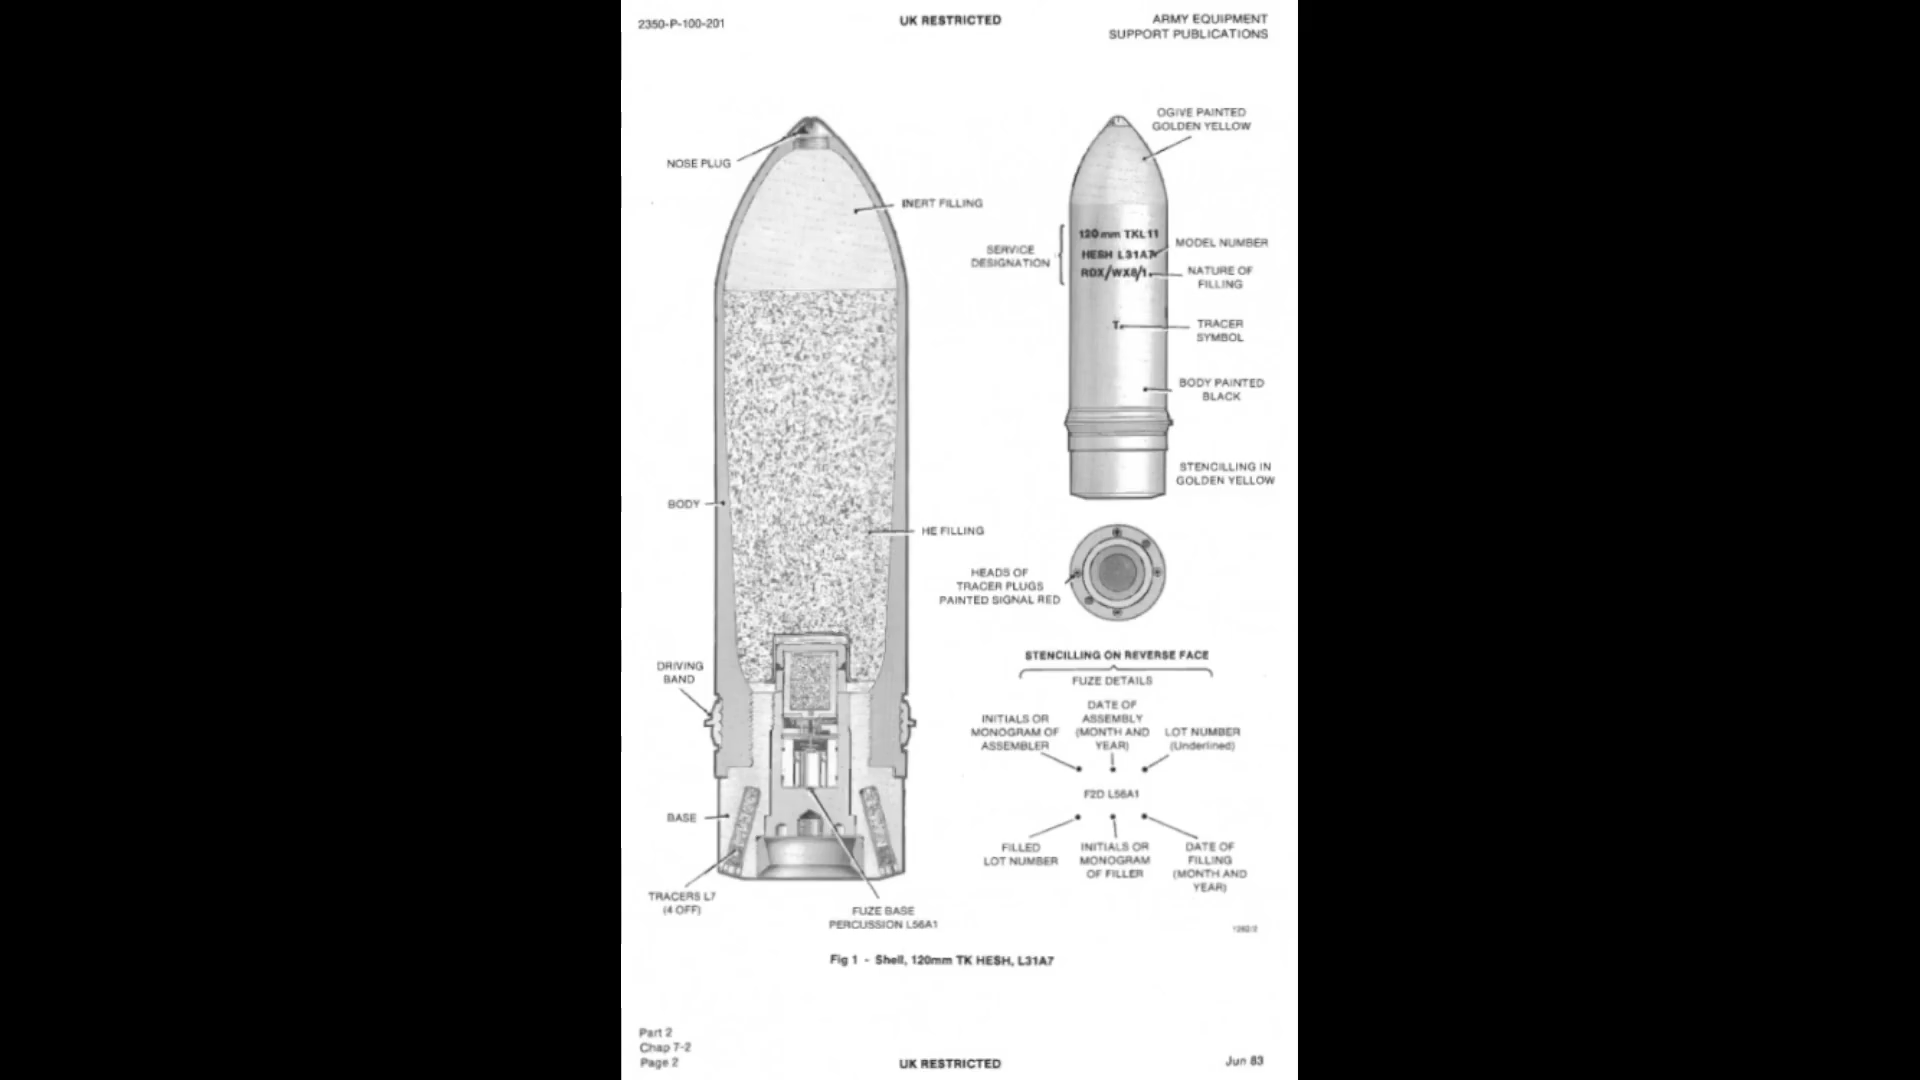 2350-P-100-201
UK RESTRICTED
ARMY EQUIPMENT
SUPPORT PUBLICATIONS
NOSE PLUG
INERT FILLING
BODY
HE FILLING
DRIVING
BAND
BASE
TRACERS L7
(4 OFF)
FUZE BASE
PERCUSSION L56A1
OGIVE PAINTED
GOLDEN YELLOW
SERVICE
DESIGNATION
120mm TKL11
HESH L31A7
RDX/WX8/1
MODEL NUMBER
NATURE OF
FILLING
T
TRACER
SYMBOL
BODY PAINTED
BLACK
STENCILLING IN
GOLDEN YELLOW
HEADS OF
TRACER PLUGS
PAINTED SIGNAL RED
STENCILLING ON REVERSE FACE
FUZE DETAILS
INITIALS OR
MONOGRAM OF
ASSEMBLER
DATE OF
ASSEMBLY
(MONTH AND
YEAR)
LOT NUMBER
(Underlined)
F2D L56A1
FILLED
LOT NUMBER
INITIALS OR
MONOGRAM
OF FILLER
DATE OF
FILLING
(MONTH AND
YEAR)
Fig 1 - Shell, 120mm TK HESH, L31A7
Part 2
Chap 7-2
Page 2
UK RESTRICTED
Jun 83